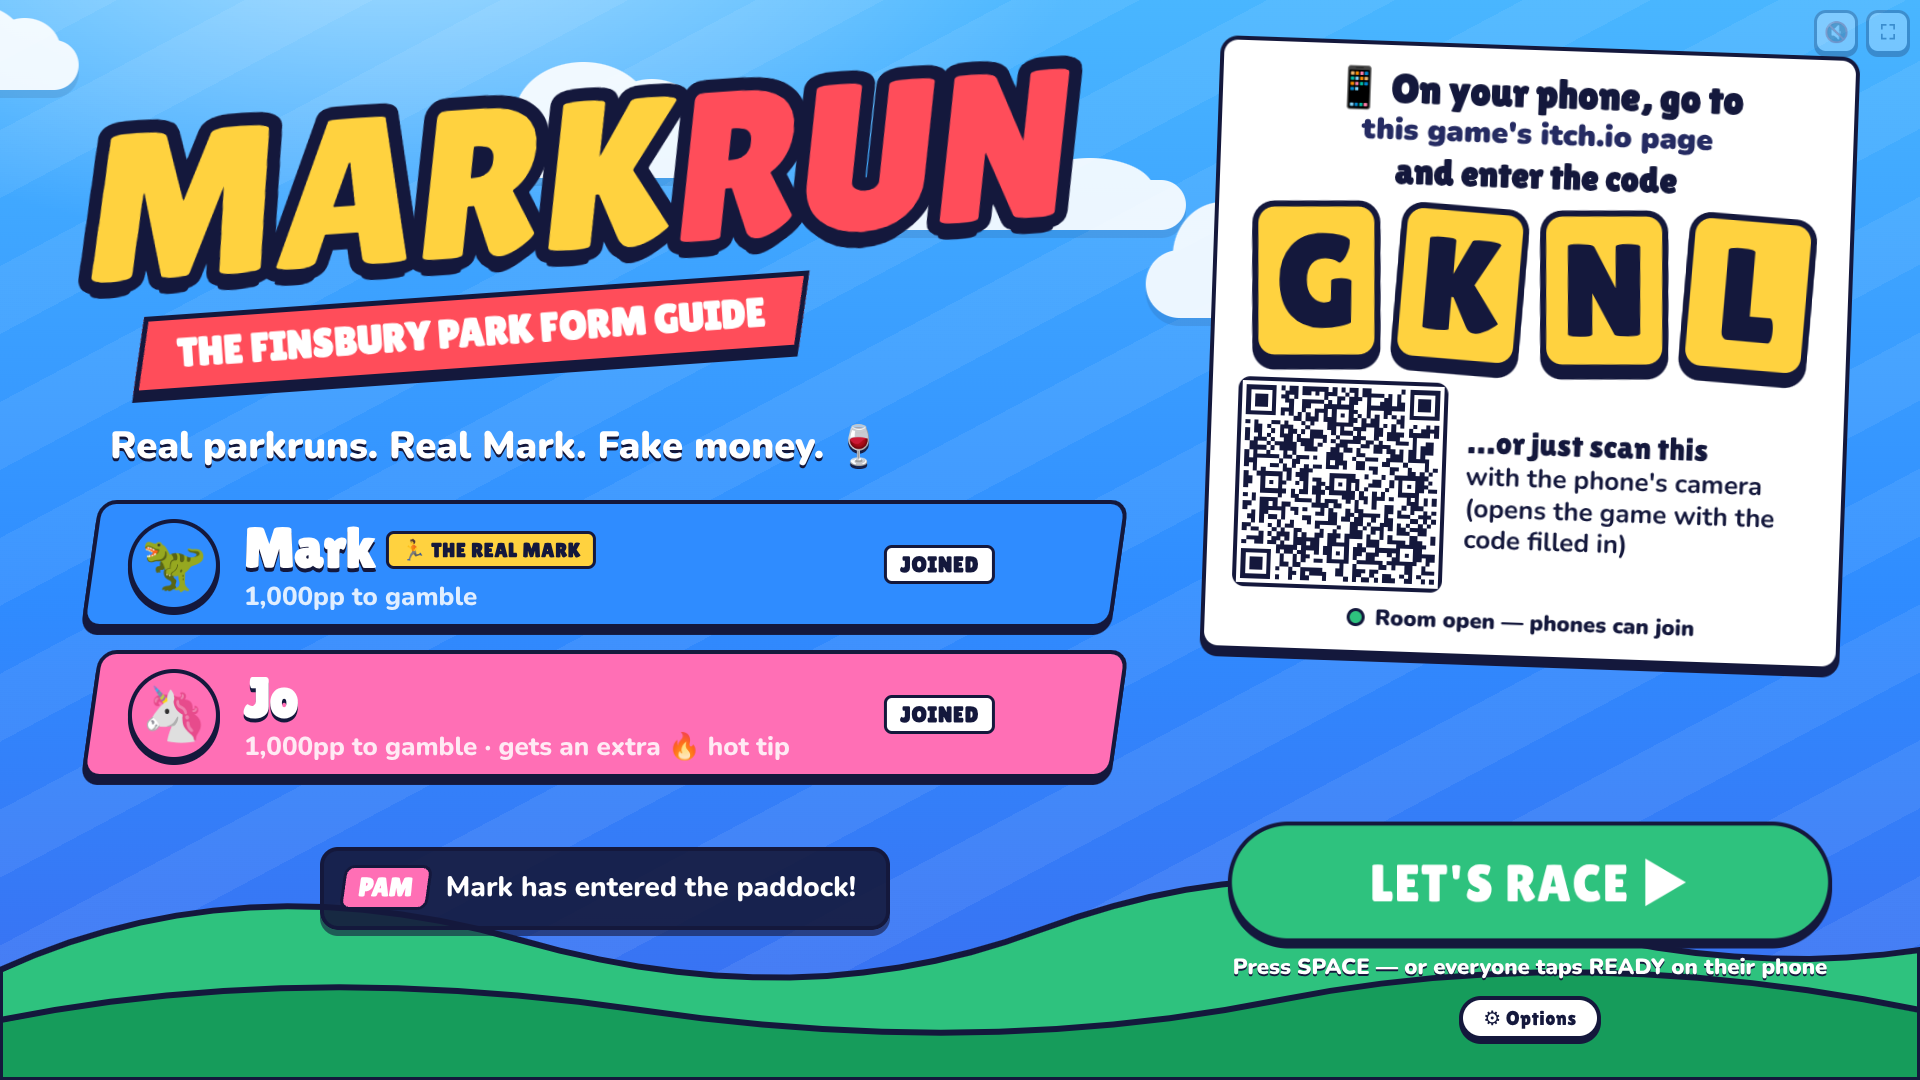 MARKRUN
THE FINSBURY PARK FORM GUIDE
Real parkruns. Real Mark. Fake money. 🍷
Mark 🏃 THE REAL MARK
1,000pp to gamble
JOINED
Jo
1,000pp to gamble · gets an extra 🔥 hot tip
JOINED
PAM Mark has entered the paddock!
📱 On your phone, go to
this game's itch.io page
and enter the code
GKNL
...or just scan this
with the phone's camera
(opens the game with the
code filled in)
Room open — phones can join
LET'S RACE ▶
Press SPACE — or everyone taps READY on their phone
⚙ Options